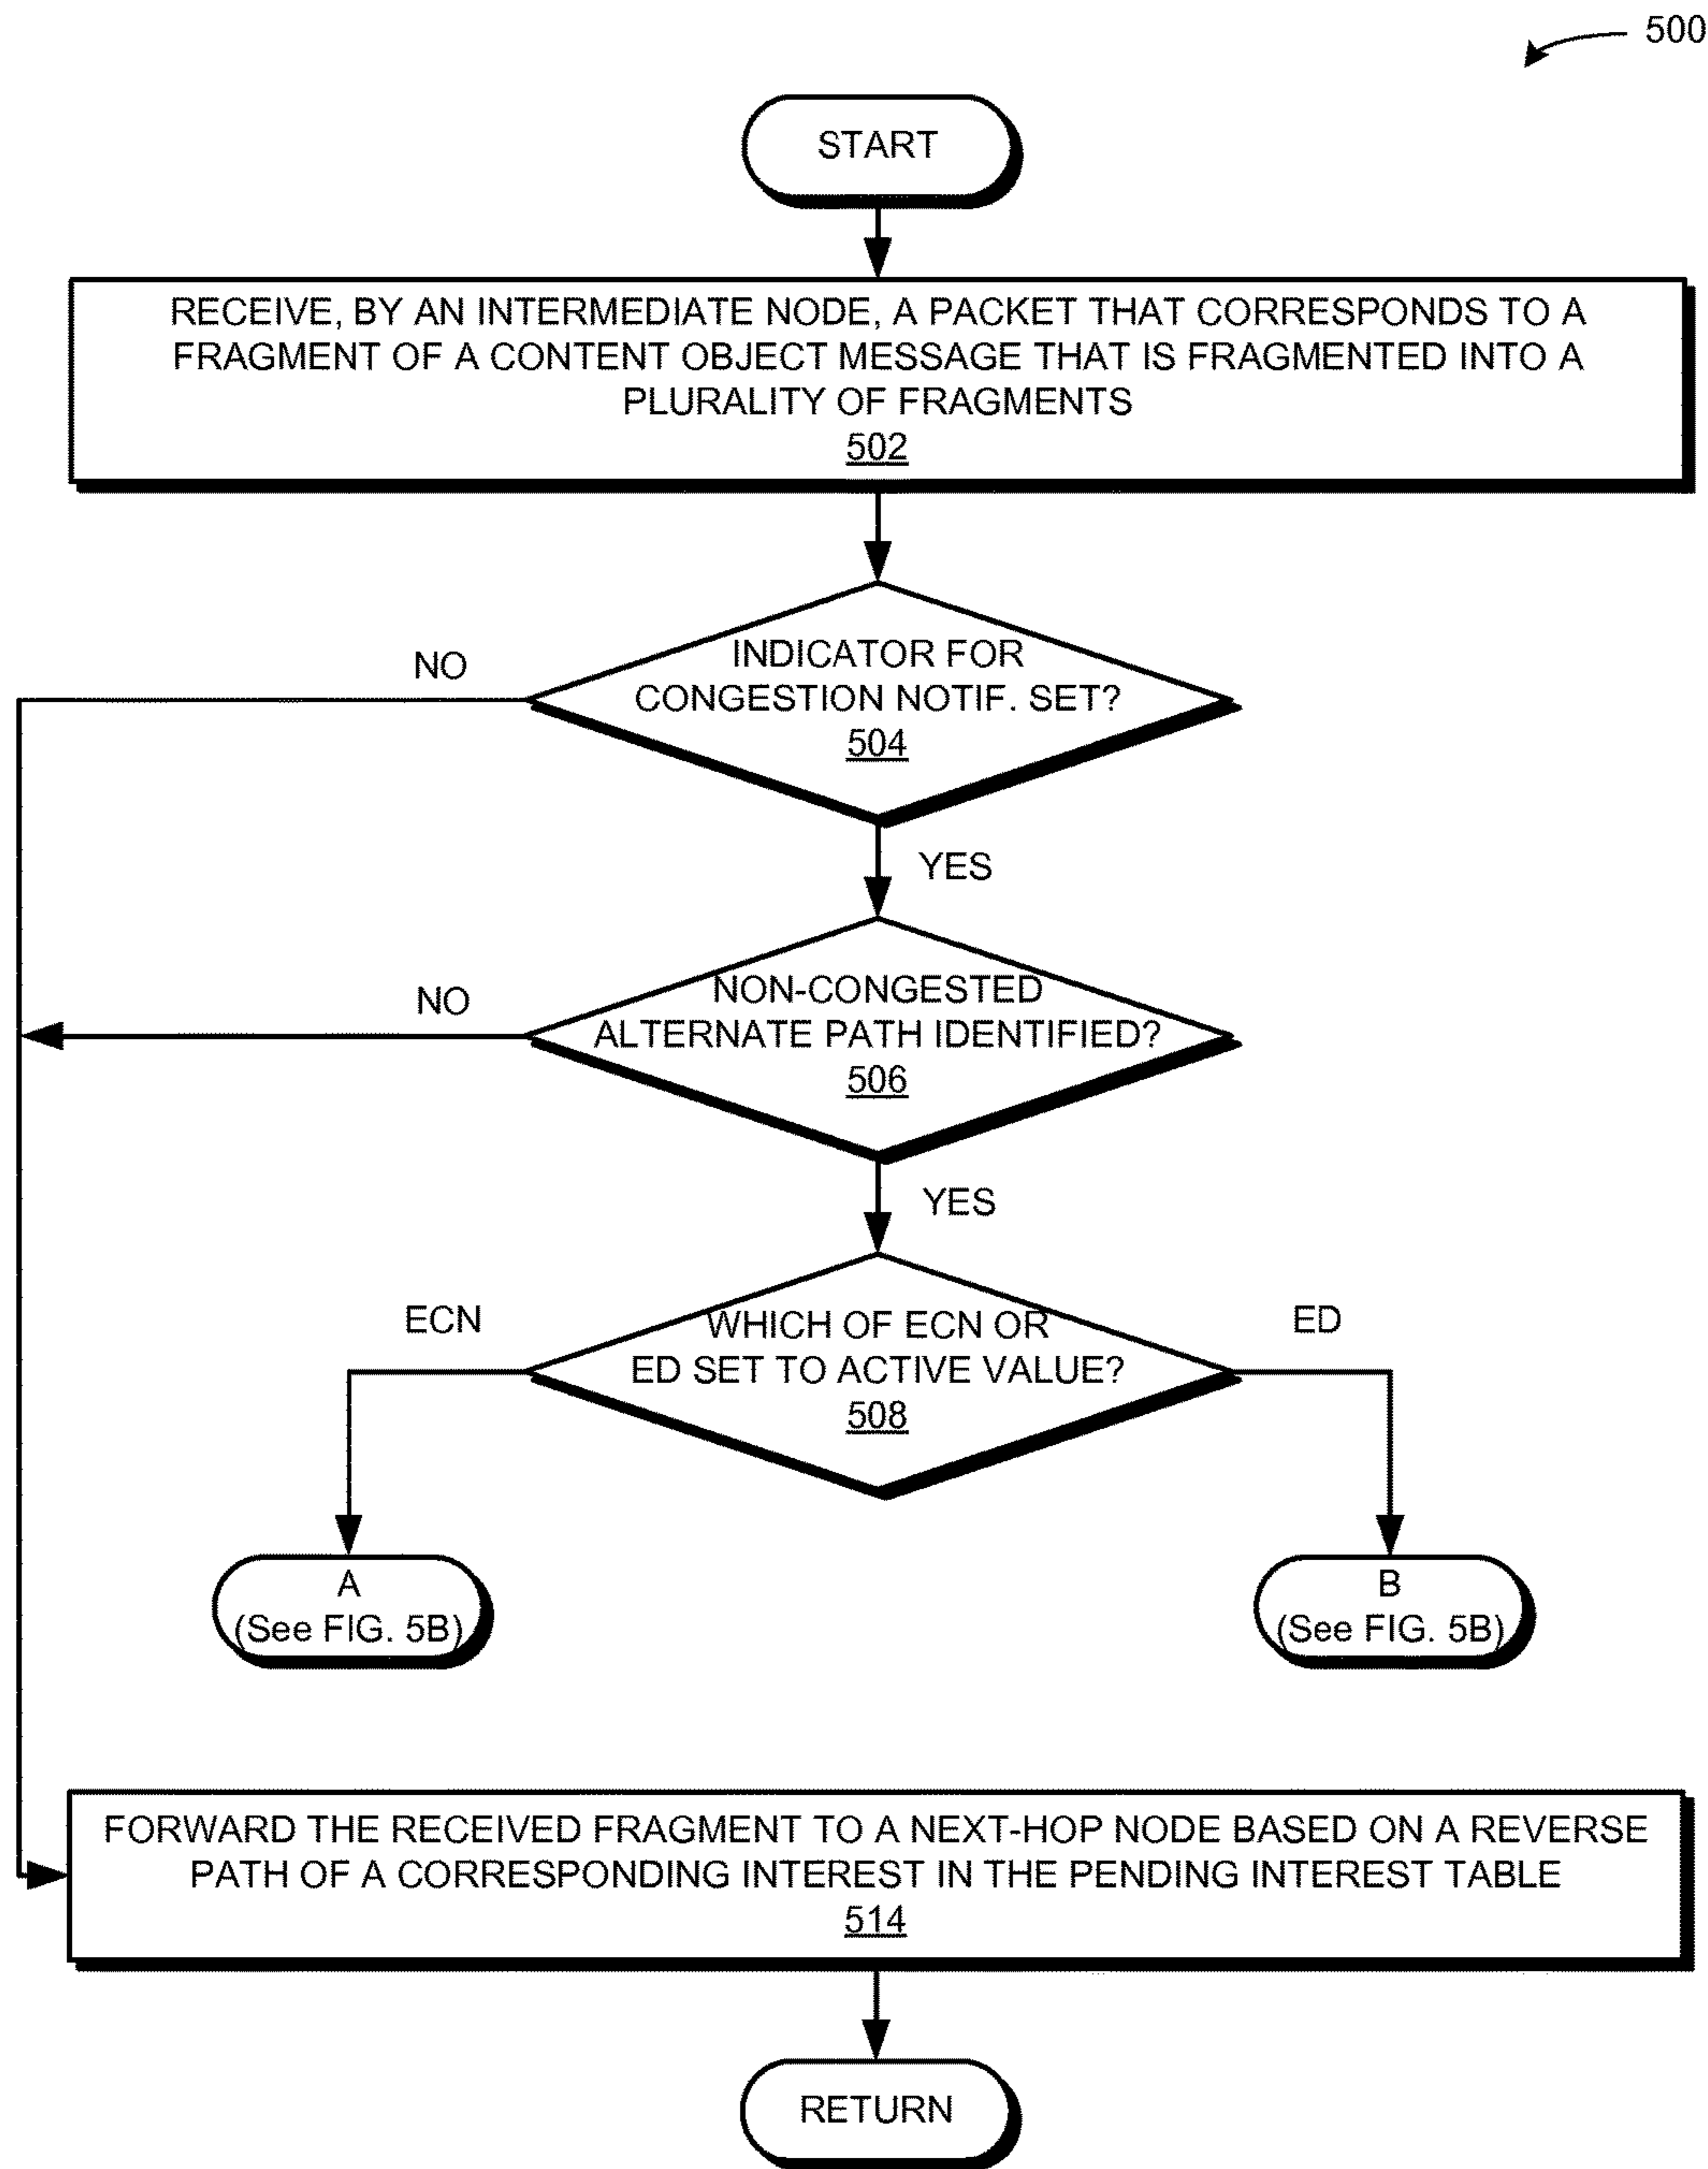 500
START
RECEIVE, BY AN INTERMEDIATE NODE, A PACKET THAT CORRESPONDS TO A
FRAGMENT OF A CONTENT OBJECT MESSAGE THAT IS FRAGMENTED INTO A
PLURALITY OF FRAGMENTS
502
INDICATOR FOR
CONGESTION NOTIF. SET?
504
NO
YES
NON-CONGESTED
ALTERNATE PATH IDENTIFIED?
506
NO
YES
WHICH OF ECN OR
ED SET TO ACTIVE VALUE?
508
ECN
ED
A
(See FIG. 5B)
B
(See FIG. 5B)
FORWARD THE RECEIVED FRAGMENT TO A NEXT-HOP NODE BASED ON A REVERSE
PATH OF A CORRESPONDING INTEREST IN THE PENDING INTEREST TABLE
514
RETURN